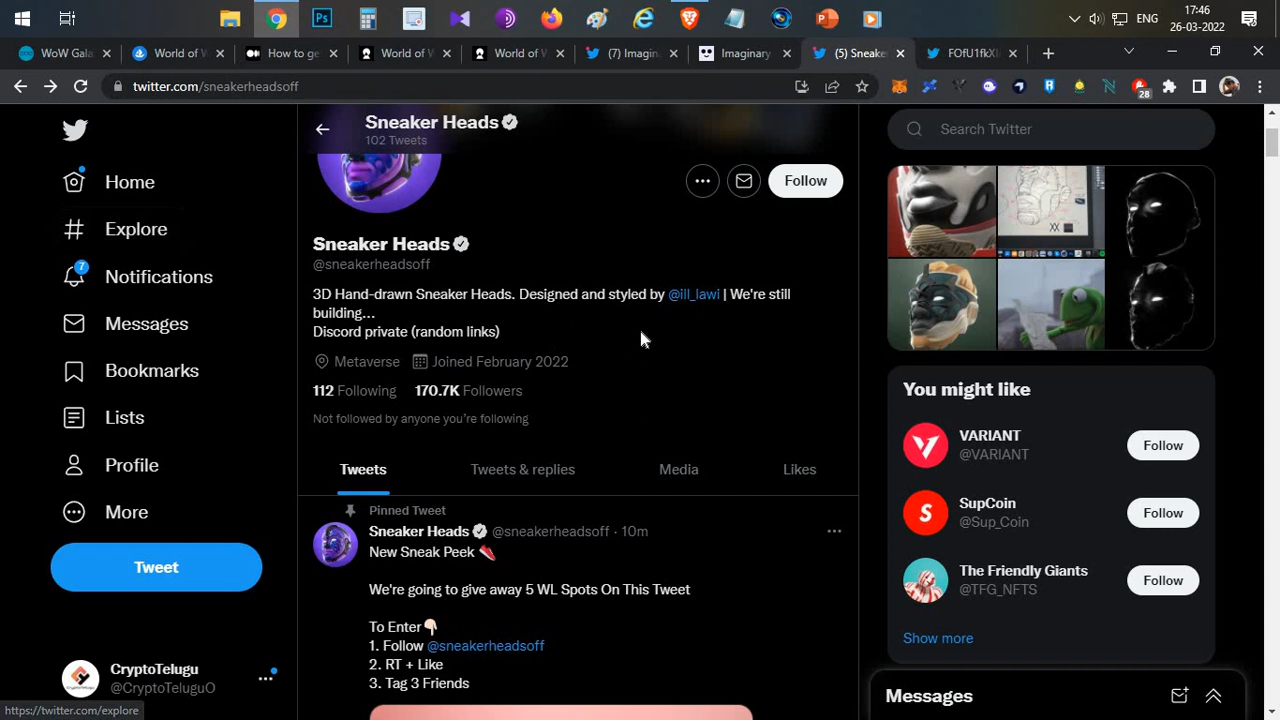 17:46
ENG
26-03-2022
WoW Gala
World of W
How to ge
World of W
World of W
(7) Imagin
Imaginary
(5) Sneake
FOfU1fkXI
twitter.com/sneakerheadsoff
28
Sneaker Heads
102 Tweets
Search Twitter
Home
Explore
7
Notifications
Messages
Bookmarks
Lists
Profile
More
Tweet
CryptoTelugu
@CryptoTeluguO
https://twitter.com/explore
Follow
Sneaker Heads
@sneakerheadsoff
3D Hand-drawn Sneaker Heads. Designed and styled by @ill_lawi | We're still
building...
Discord private (random links)
Metaverse Joined February 2022
112 Following 170.7K Followers
Not followed by anyone you're following
Tweets Tweets & replies Media Likes
Pinned Tweet
Sneaker Heads @sneakerheadsoff · 10m
New Sneak Peek
We're going to give away 5 WL Spots On This Tweet
To Enter
1. Follow @sneakerheadsoff
2. RT + Like
3. Tag 3 Friends
You might like
VARIANT
@VARIANT
Follow
SupCoin
@Sup_Coin
Follow
The Friendly Giants
@TFG_NFTS
Follow
Show more
Messages